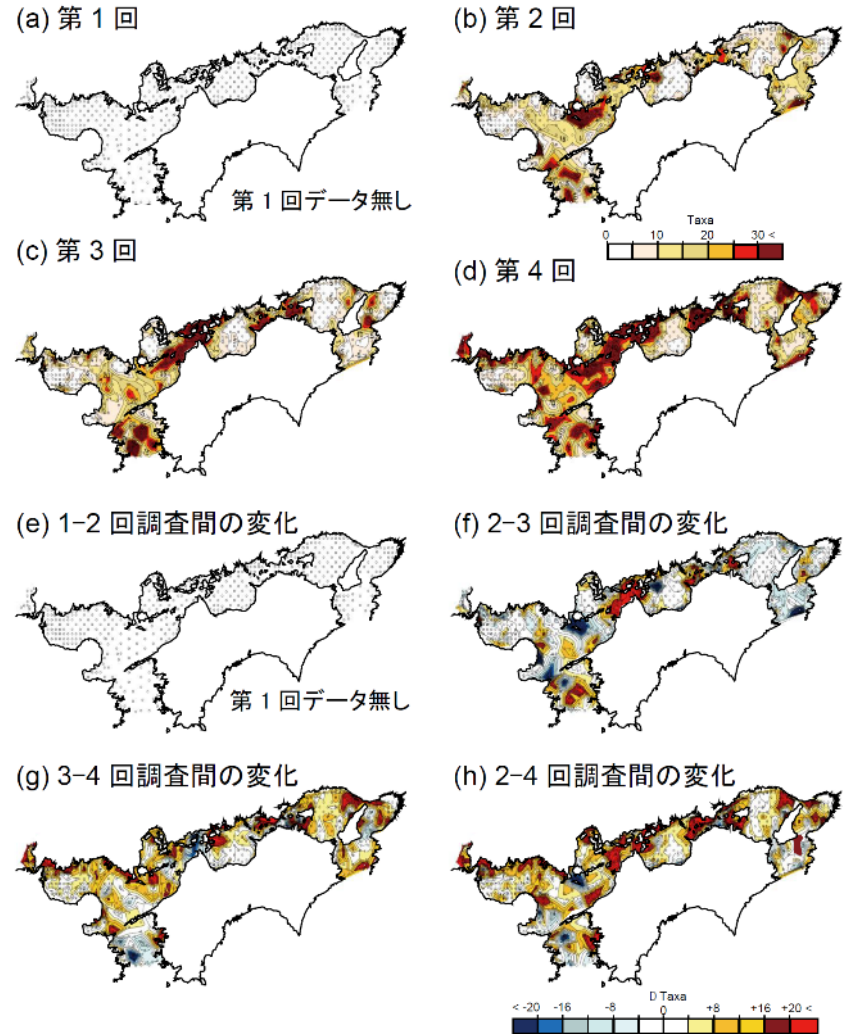 (a) 第 1 回
(b) 第 2 回
第 1 回データ無し
Taxa
0 10 20 30 <
(c) 第 3 回
(d) 第 4 回
(e) 1−2 回調査間の変化
(f) 2−3 回調査間の変化
第 1 回データ無し
(g) 3−4 回調査間の変化
(h) 2−4 回調査間の変化
D Taxa
< -20 -16 -8 0 +8 +16 +20 <